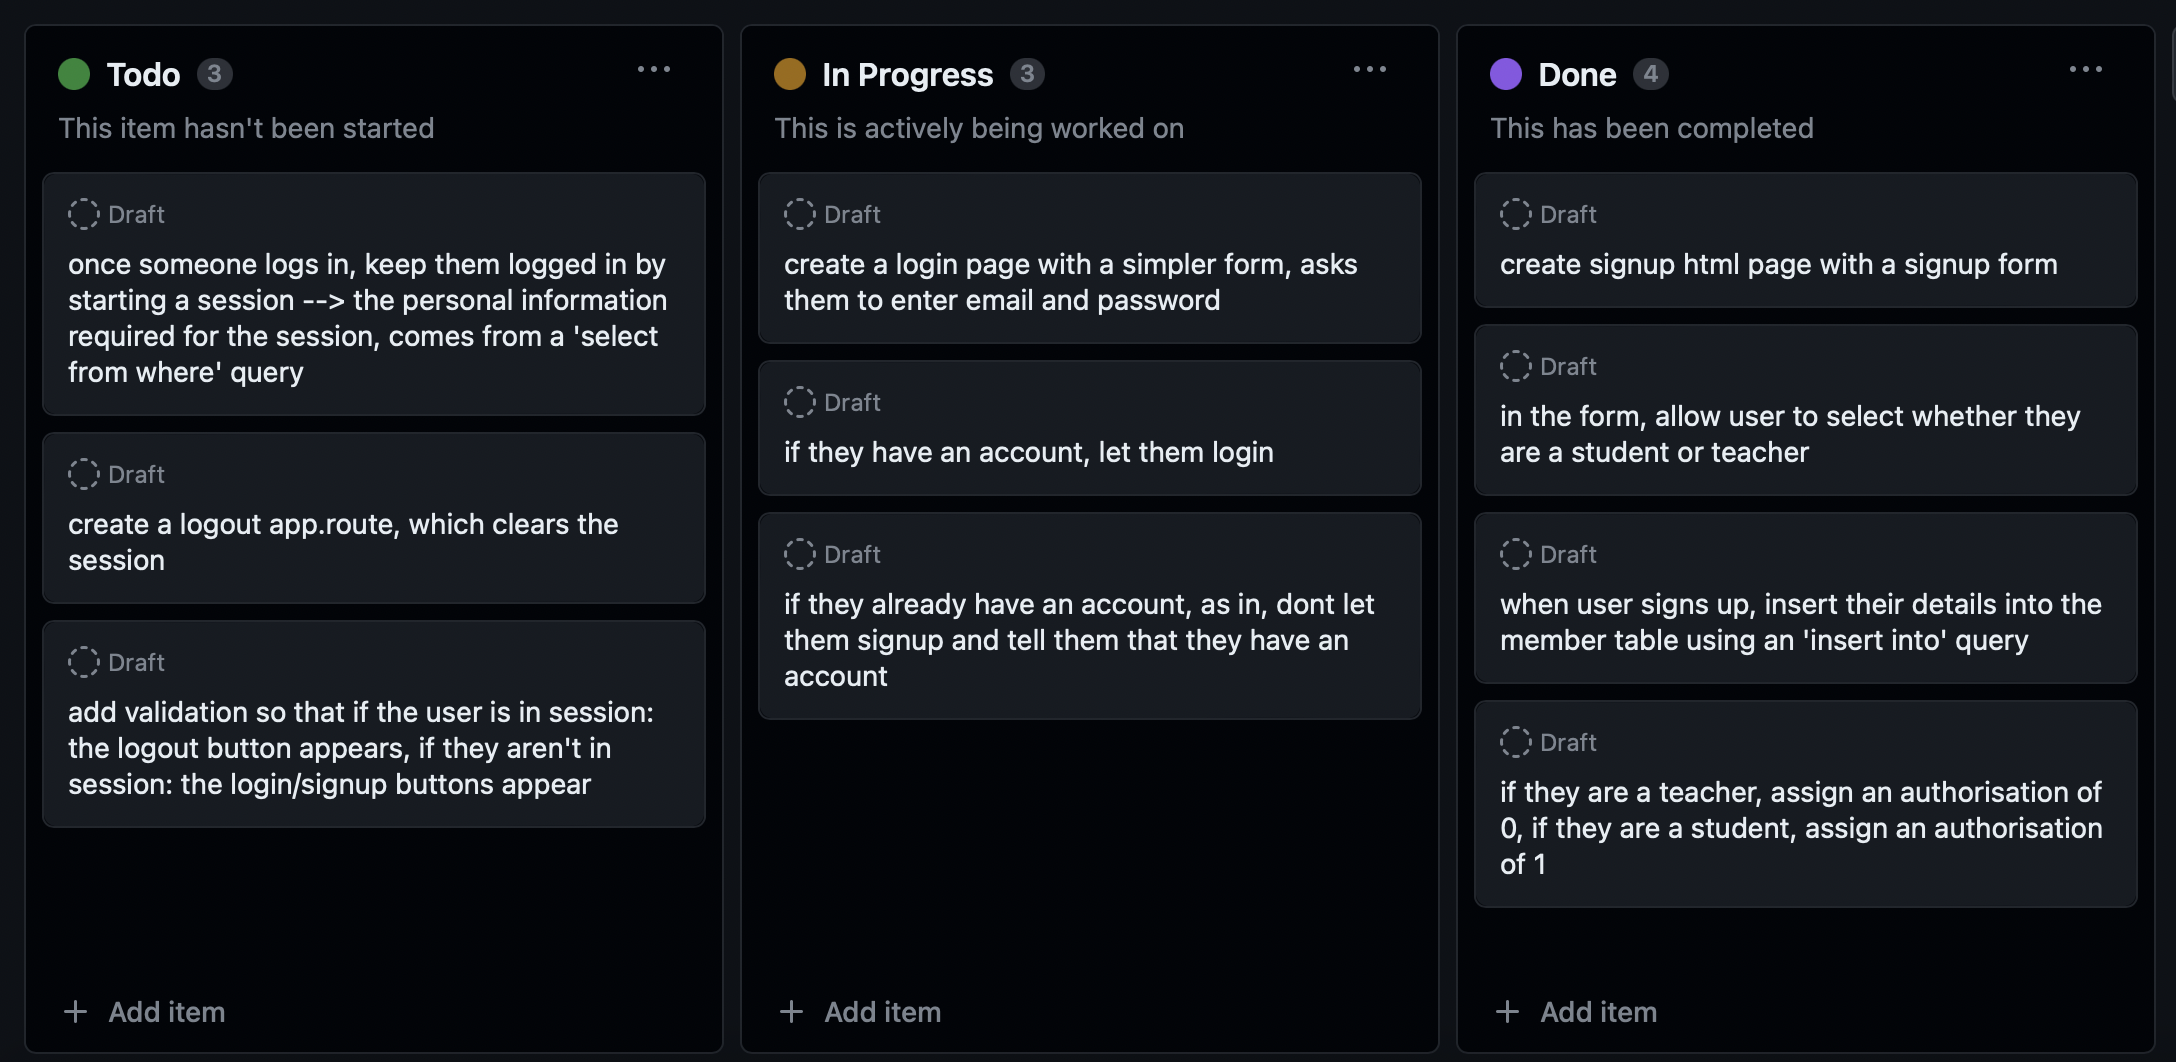 Todo 3
This item hasn't been started
Draft
once someone logs in, keep them logged in by
starting a session --> the personal information
required for the session, comes from a 'select
from where' query
Draft
create a logout app.route, which clears the
session
Draft
add validation so that if the user is in session:
the logout button appears, if they aren't in
session: the login/signup buttons appear
+ Add item
In Progress 3
This is actively being worked on
Draft
create a login page with a simpler form, asks
them to enter email and password
Draft
if they have an account, let them login
Draft
if they already have an account, as in, dont let
them signup and tell them that they have an
account
+ Add item
Done 4
This has been completed
Draft
create signup html page with a signup form
Draft
in the form, allow user to select whether they
are a student or teacher
Draft
when user signs up, insert their details into the
member table using an 'insert into' query
Draft
if they are a teacher, assign an authorisation of
0, if they are a student, assign an authorisation
of 1
+ Add item